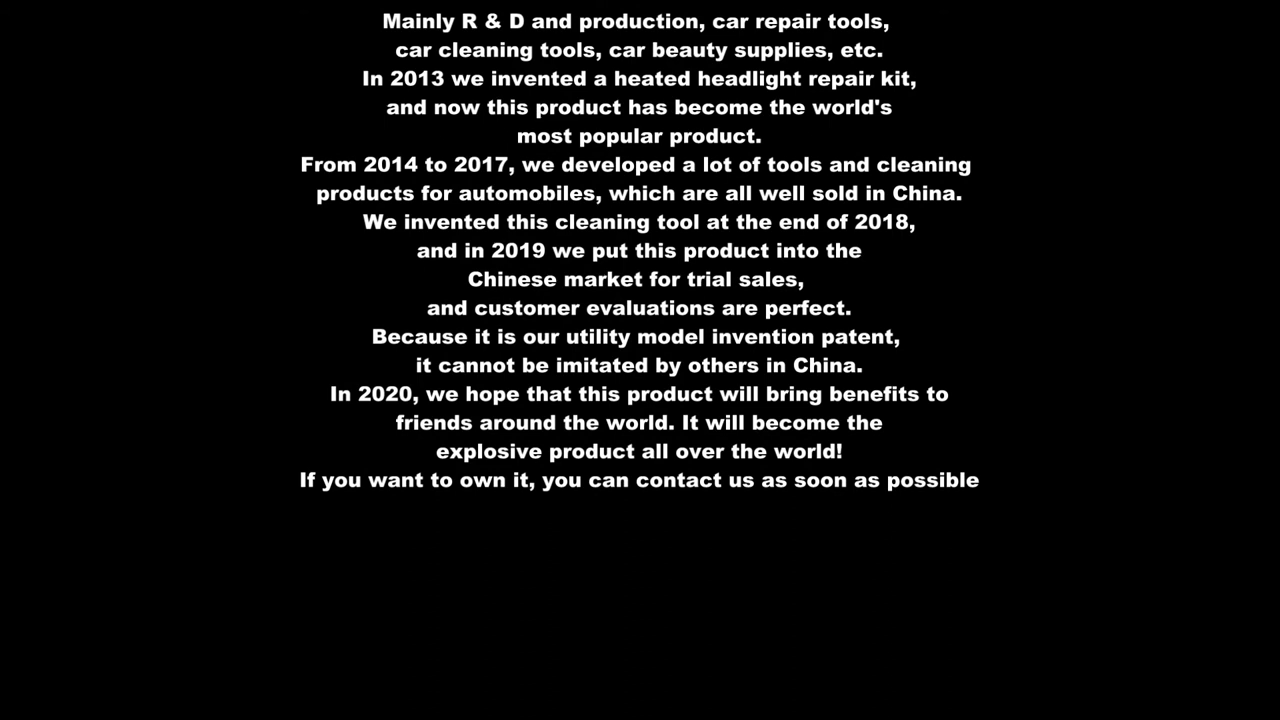 Mainly R & D and production, car repair tools,
car cleaning tools, car beauty supplies, etc.
In 2013 we invented a heated headlight repair kit,
and now this product has become the world's
most popular product.
From 2014 to 2017, we developed a lot of tools and cleaning
products for automobiles, which are all well sold in China.
We invented this cleaning tool at the end of 2018,
and in 2019 we put this product into the
Chinese market for trial sales,
and customer evaluations are perfect.
Because it is our utility model invention patent,
it cannot be imitated by others in China.
In 2020, we hope that this product will bring benefits to
friends around the world. It will become the
explosive product all over the world!
If you want to own it, you can contact us as soon as possible